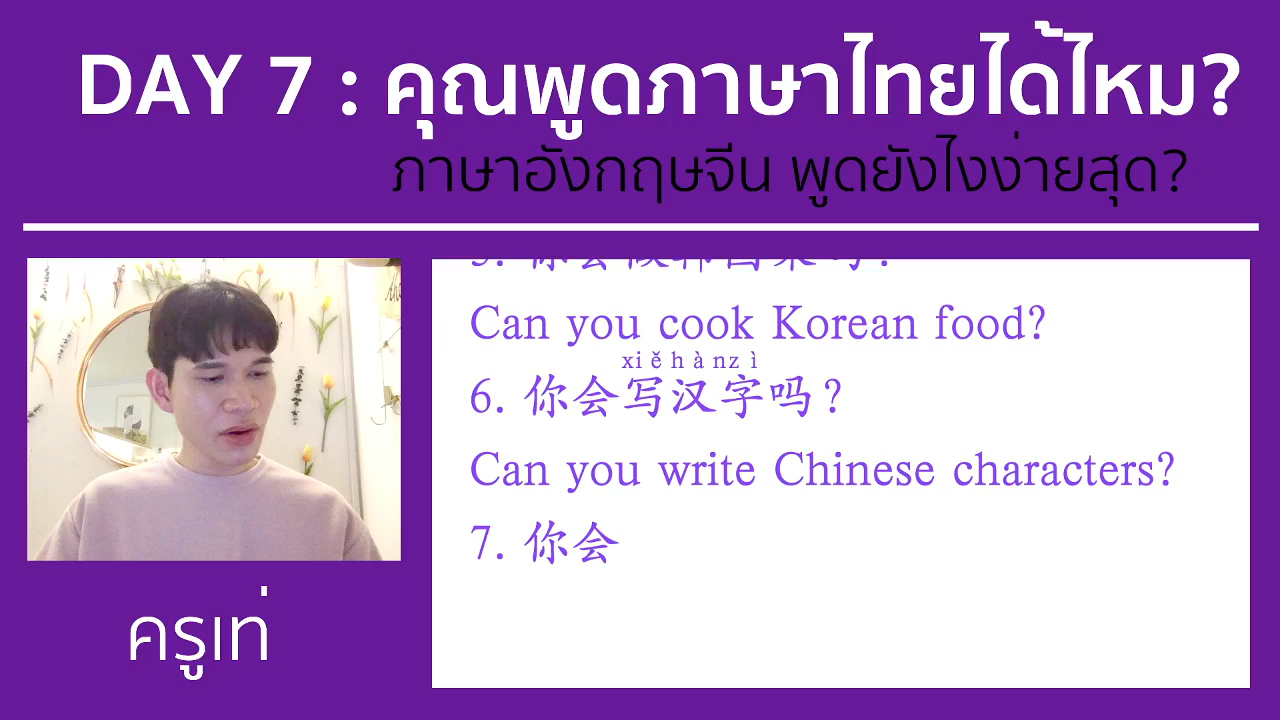 DAY 7 : คุณพูดภาษาไทยได้ไหม?
ภาษาอังกฤษจีน พูดยังไงง่ายสุด?
Can you cook Korean food?
xiěhànzì
6. 你会写汉字吗？
Can you write Chinese characters?
7. 你会
ครูเท่